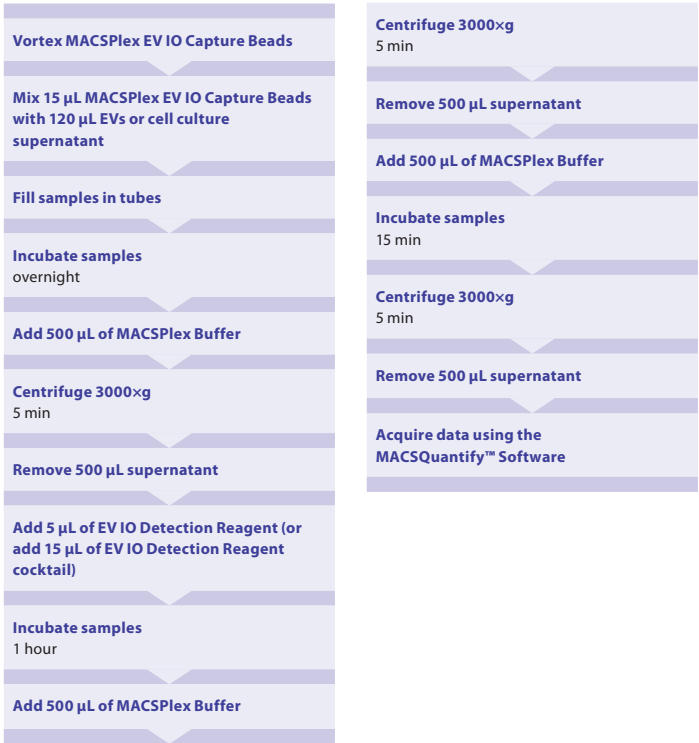 Vortex MACSPlex EV IO Capture Beads
Mix 15 µL MACSPlex EV IO Capture Beads
with 120 µL EVs or cell culture
supernatant
Fill samples in tubes
Incubate samples
overnight
Add 500 µL of MACSPlex Buffer
Centrifuge 3000×g
5 min
Remove 500 µL supernatant
Add 5 µL of EV IO Detection Reagent (or
add 15 µL of EV IO Detection Reagent
cocktail)
Incubate samples
1 hour
Add 500 µL of MACSPlex Buffer
Centrifuge 3000×g
5 min
Remove 500 µL supernatant
Add 500 µL of MACSPlex Buffer
Incubate samples
15 min
Centrifuge 3000×g
5 min
Remove 500 µL supernatant
Acquire data using the
MACSQuantify™ Software